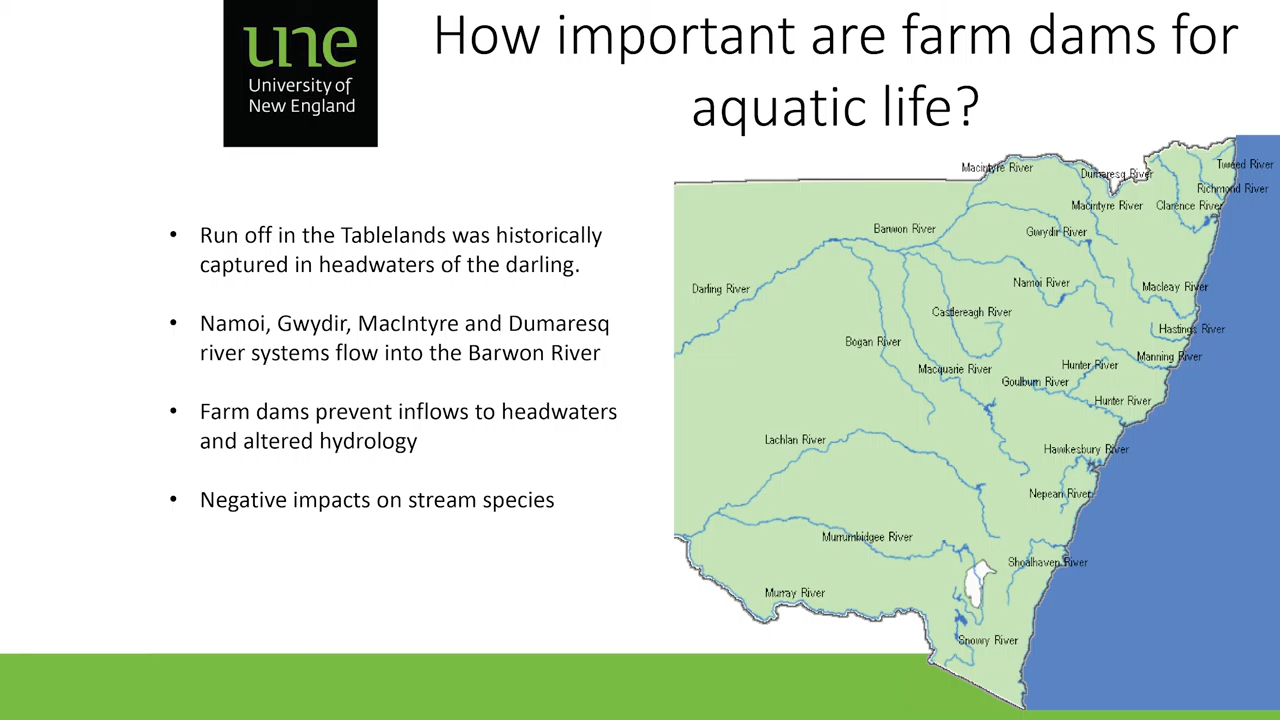 une
University of
New England
How important are farm dams for
aquatic life?
• Run off in the Tablelands was historically
captured in headwaters of the darling.
• Namoi, Gwydir, MacIntyre and Dumaresq
river systems flow into the Barwon River
• Farm dams prevent inflows to headwaters
and altered hydrology
• Negative impacts on stream species
Macintyre River
Dumaresq River
Tweed River
Richmond River
Macintyre River
Clarence River
Barwon River
Gwydir River
Darling River
Namoi River
Macleay River
Castlereagh River
Hastings River
Bogan River
Macquarie River
Hunter River
Manning River
Goulburn River
Hunter River
Lachlan River
Hawkesbury River
Nepean River
Murrumbidgee River
Shoalhaven River
Murray River
Snowy River